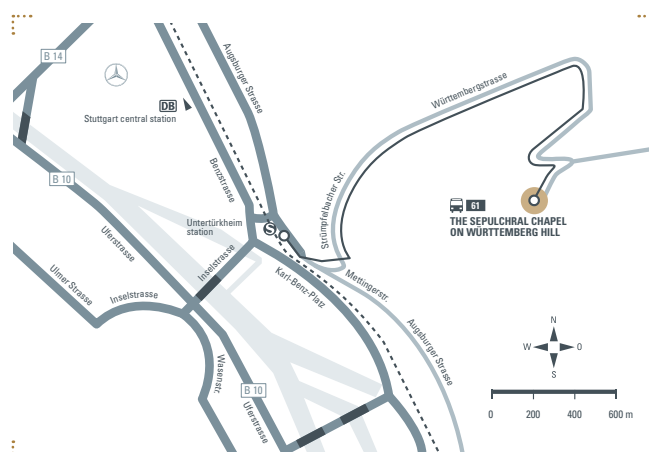 B 14
Augsburger Strasse
DB
Stuttgart central station
Württembergstrasse
B 10
Benzstrasse
Strümpfelbacher Str.
61
THE SEPULCHRAL CHAPEL
ON WÜRTTEMBERG HILL
Untertürkheim
station
S
Uferstrasse
Inselstrasse
Ulmer Strasse
Inselstrasse
Karl-Benz-Platz
Mettingerstr.
Augsburger Strasse
Wasenstr.
B 10
Uferstrasse
N
W
O
S
0 200 400 600 m